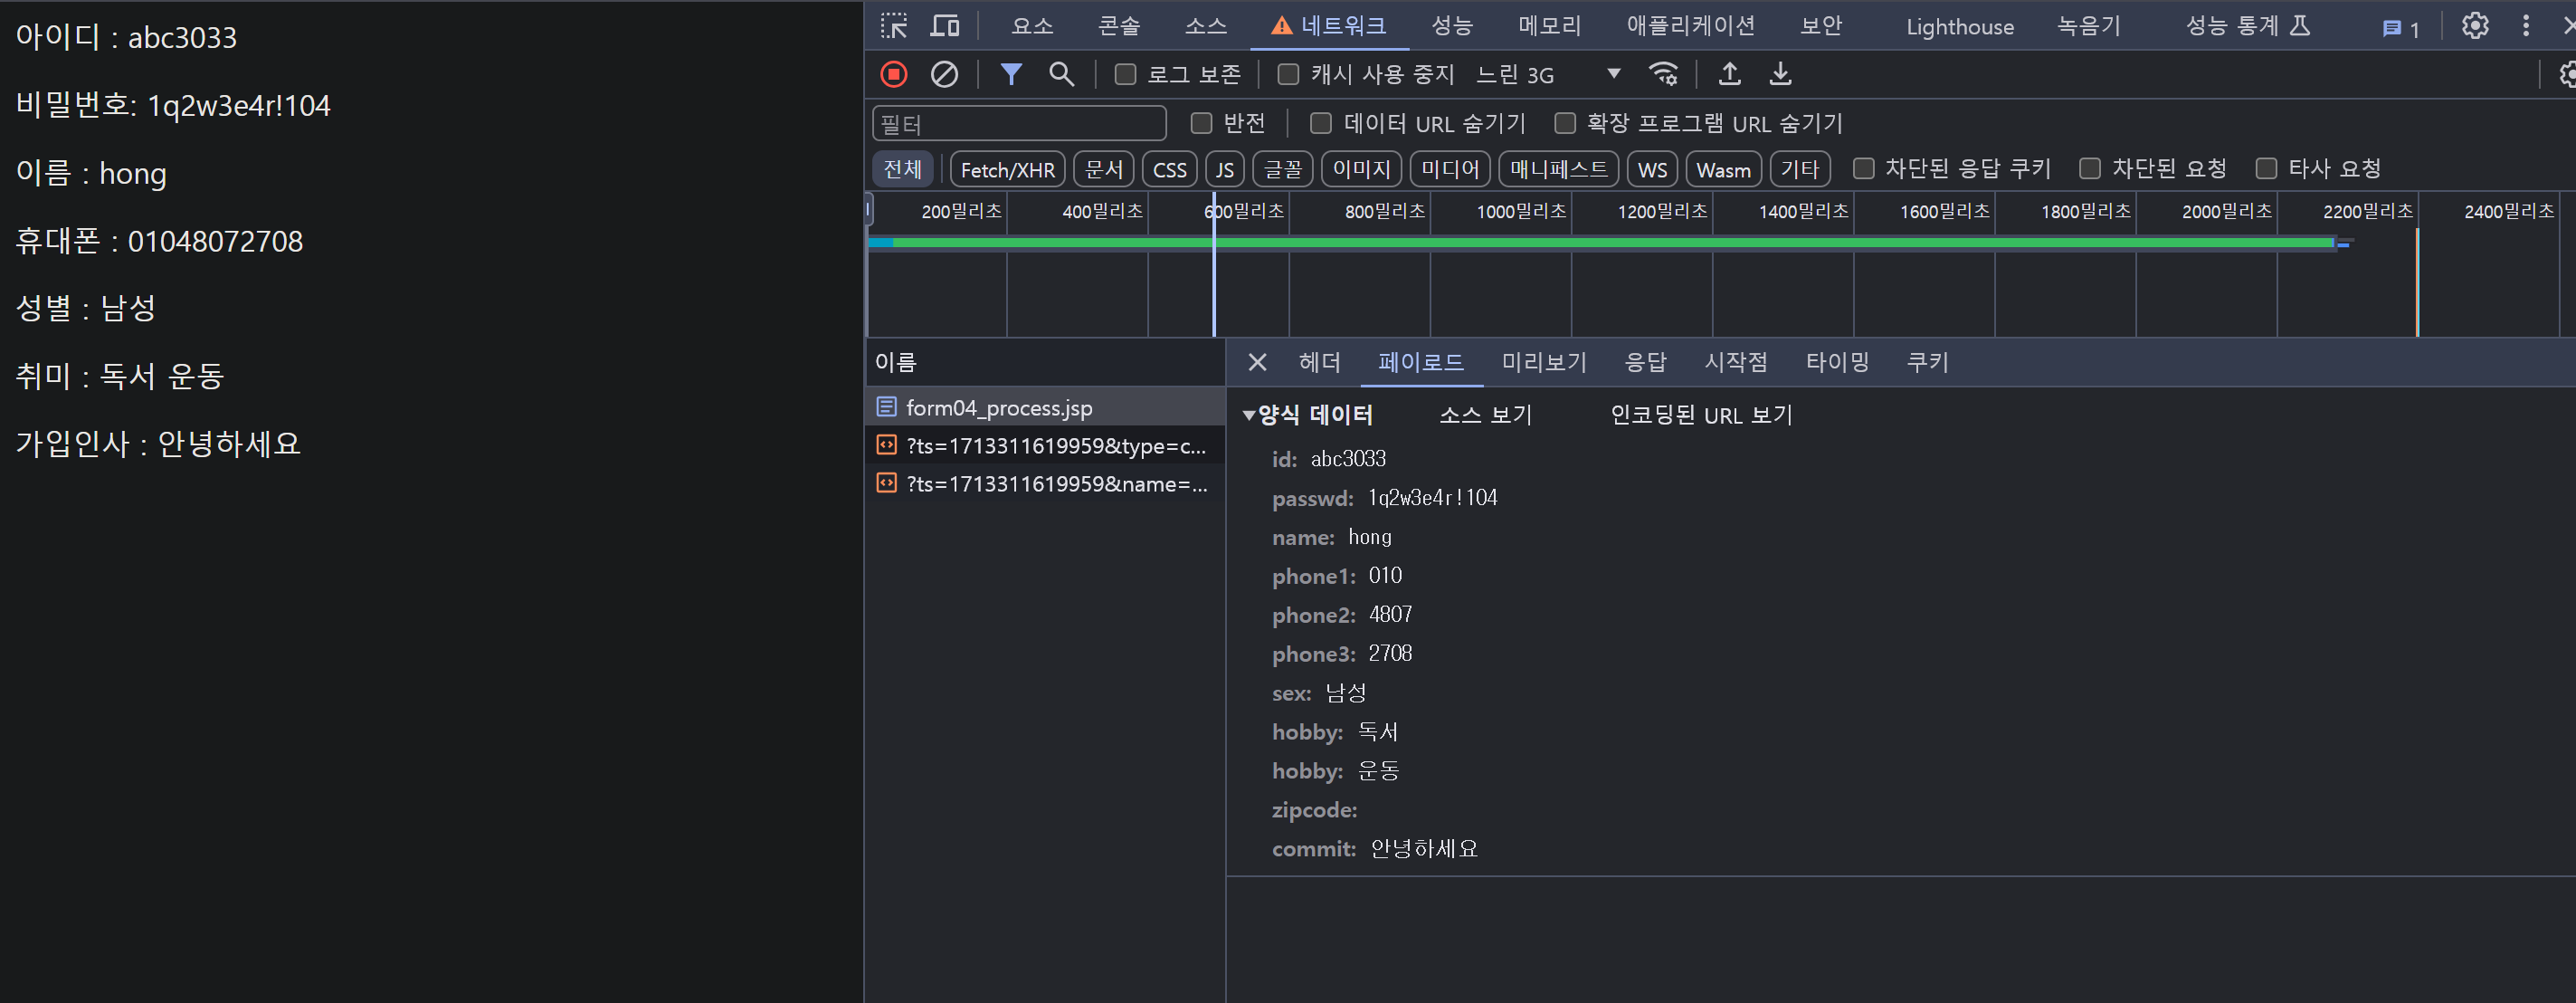 아이디 : abc3033
비밀번호: 1q2w3e4r!104
이름 : hong
휴대폰 : 01048072708
성별 : 남성
취미 : 독서 운동
가입인사 : 안녕하세요
요소 콘솔 소스 네트워크 성능 메모리 애플리케이션 보안 Lighthouse 녹음기 성능 통계 1
로그 보존 캐시 사용 중지 느린 3G
필터 반전 데이터 URL 숨기기 확장 프로그램 URL 숨기기
전체 Fetch/XHR 문서 CSS JS 글꼴 이미지 미디어 매니페스트 WS Wasm 기타 차단된 응답 쿠키 차단된 요청 타사 요청
200밀리초 400밀리초 600밀리초 800밀리초 1000밀리초 1200밀리초 1400밀리초 1600밀리초 1800밀리초 2000밀리초 2200밀리초 2400밀리초
이름
form04_process.jsp
?ts=1713311619959&type=c...
?ts=1713311619959&name=...
헤더 페이로드 미리보기 응답 시작점 타이밍 쿠키
양식 데이터 소스 보기 인코딩된 URL 보기
id: abc3033
passwd: 1q2w3e4r!104
name: hong
phone1: 010
phone2: 4807
phone3: 2708
sex: 남성
hobby: 독서
hobby: 운동
zipcode:
commit: 안녕하세요